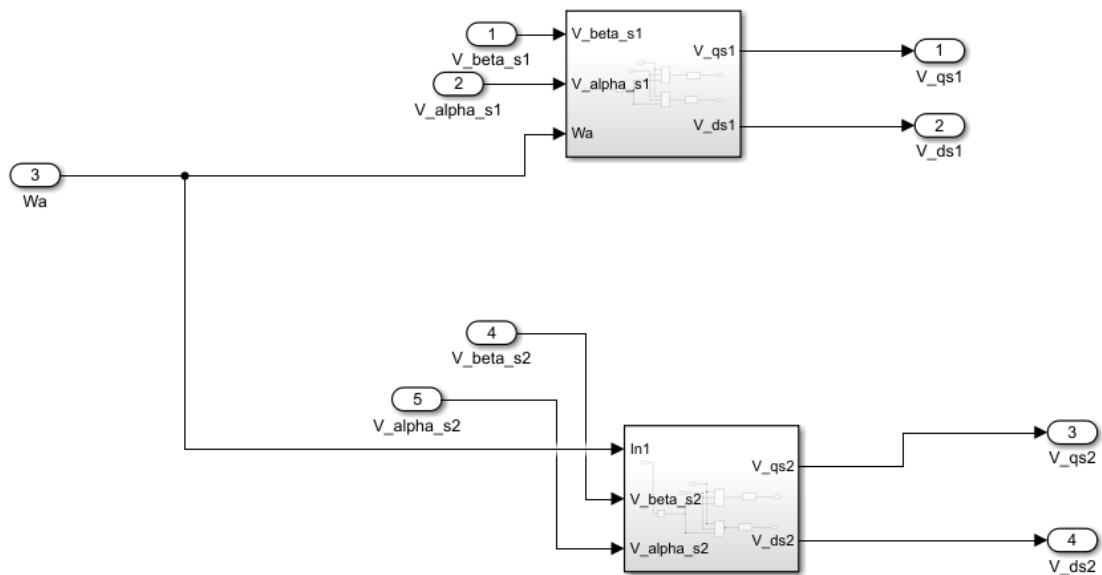 1
V_beta_s1
2
V_alpha_s1
3
Wa
V_beta_s1
V_alpha_s1
Wa
V_qs1
V_ds1
1
V_qs1
2
V_ds1
4
V_beta_s2
5
V_alpha_s2
In1
V_beta_s2
V_alpha_s2
V_qs2
V_ds2
3
V_qs2
4
V_ds2